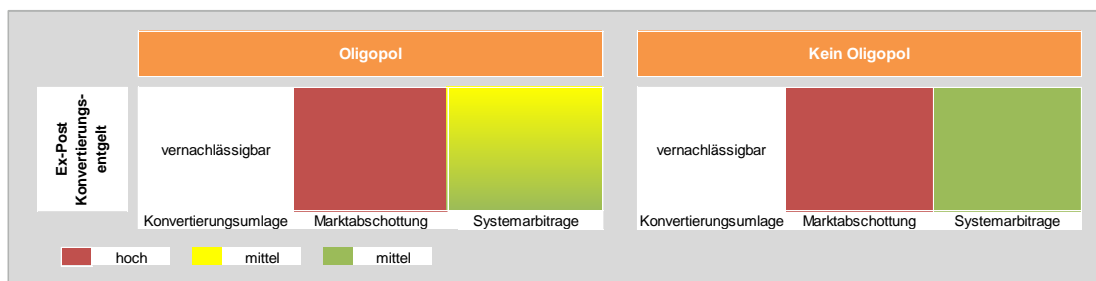 Oligopol
Kein Oligopol
Ex-Post
Konvertierungs-
entgelt
vernachlässigbar
vernachlässigbar
Konvertierungsumlage Marktabschottung Systemarbitrage
Konvertierungsumlage Marktabschottung Systemarbitrage
hoch mittel mittel